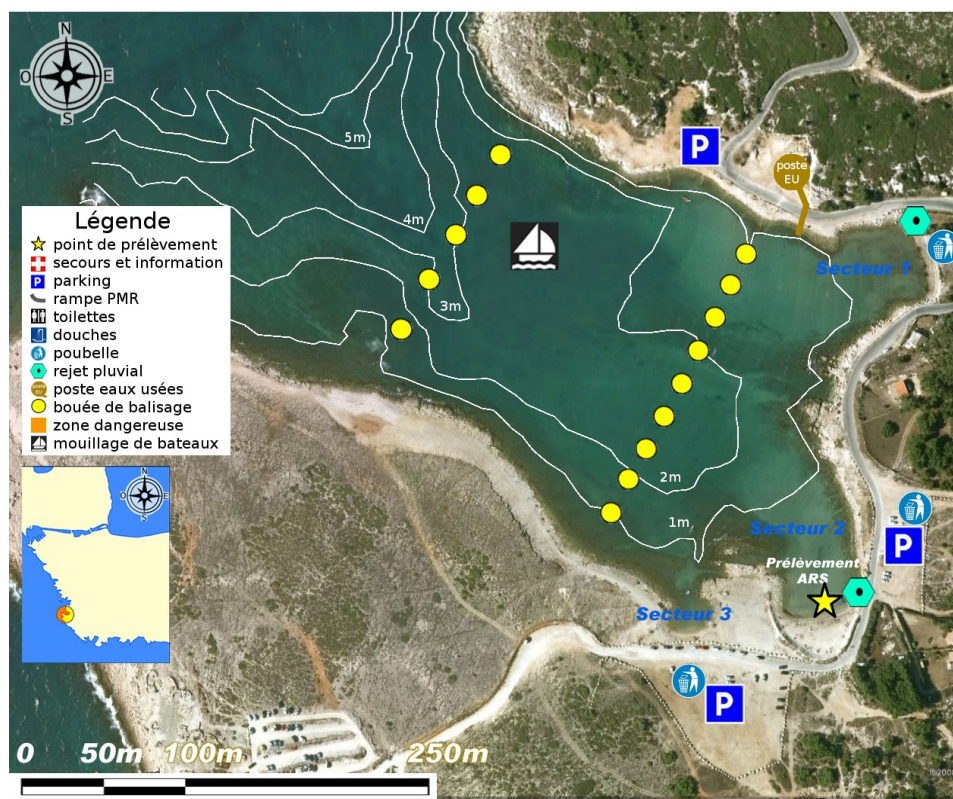 N
O
E
S
5m
4m
3m
2m
1m
P
poste
EU
Secteur 1
Légende
point de prélèvement
secours et information
P
parking
rampe PMR
toilettes
douches
poubelle
rejet pluvial
poste
EU
poste eaux usées
bouée de balisage
zone dangereuse
mouillage de bateaux
N
O
E
S
Secteur 2
P
Prélèvement
ARS
Secteur 3
P
0 50m 100m 250m